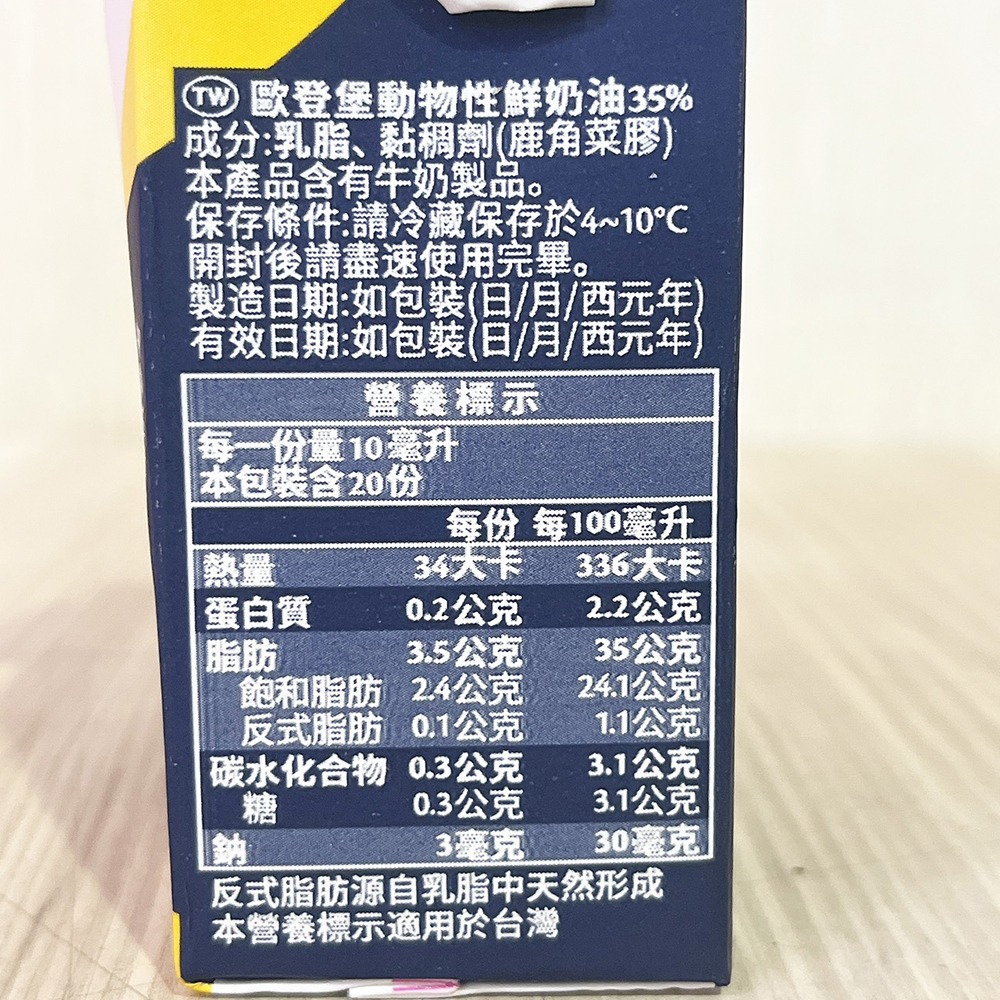 TW 歐登堡動物性鮮奶油35%
成分:乳脂、黏稠劑(鹿角菜膠)
本產品含有牛奶製品。
保存條件:請冷藏保存於4~10°C
開封後請盡速使用完畢。
製造日期:如包裝(日/月/西元年)
有效日期:如包裝(日/月/西元年)
營養標示
每一份量10毫升
本包裝含20份
每份 每100毫升
熱量 34大卡 336大卡
蛋白質 0.2公克 2.2公克
脂肪 3.5公克 35公克
飽和脂肪 2.4公克 24.1公克
反式脂肪 0.1公克 1.1公克
碳水化合物 0.3公克 3.1公克
糖 0.3公克 3.1公克
鈉 3毫克 30毫克
反式脂肪源自乳脂中天然形成
本營養標示適用於台灣